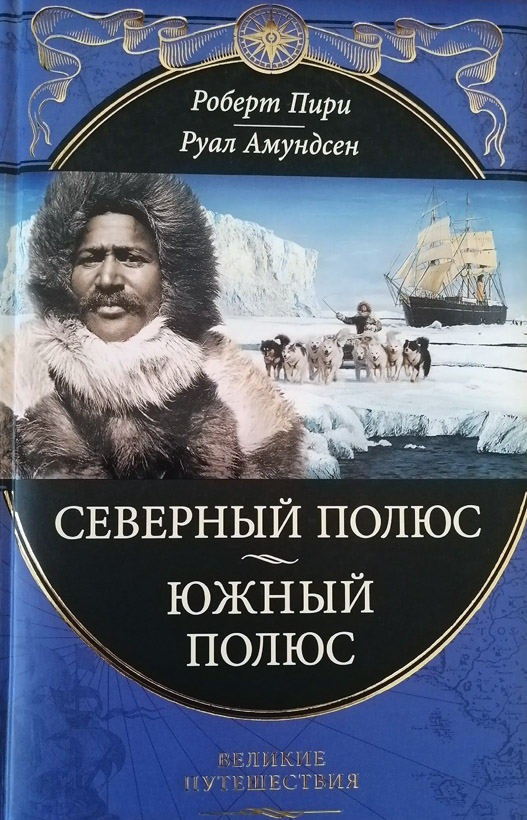 Роберт Пири
Руал Амундсен
СЕВЕРНЫЙ ПОЛЮС
ЮЖНЫЙ
ПОЛЮС
ВЕЛИКИЕ
ПУТЕШЕСТВИЯ